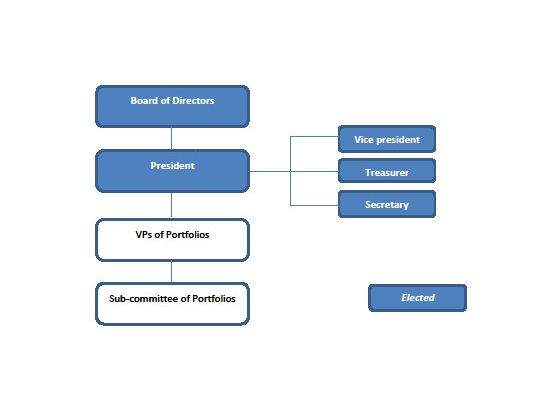 Board of Directors
Vice president
President
Treasurer
Secretary
VPs of Portfolios
Sub-committee of Portfolios
Elected